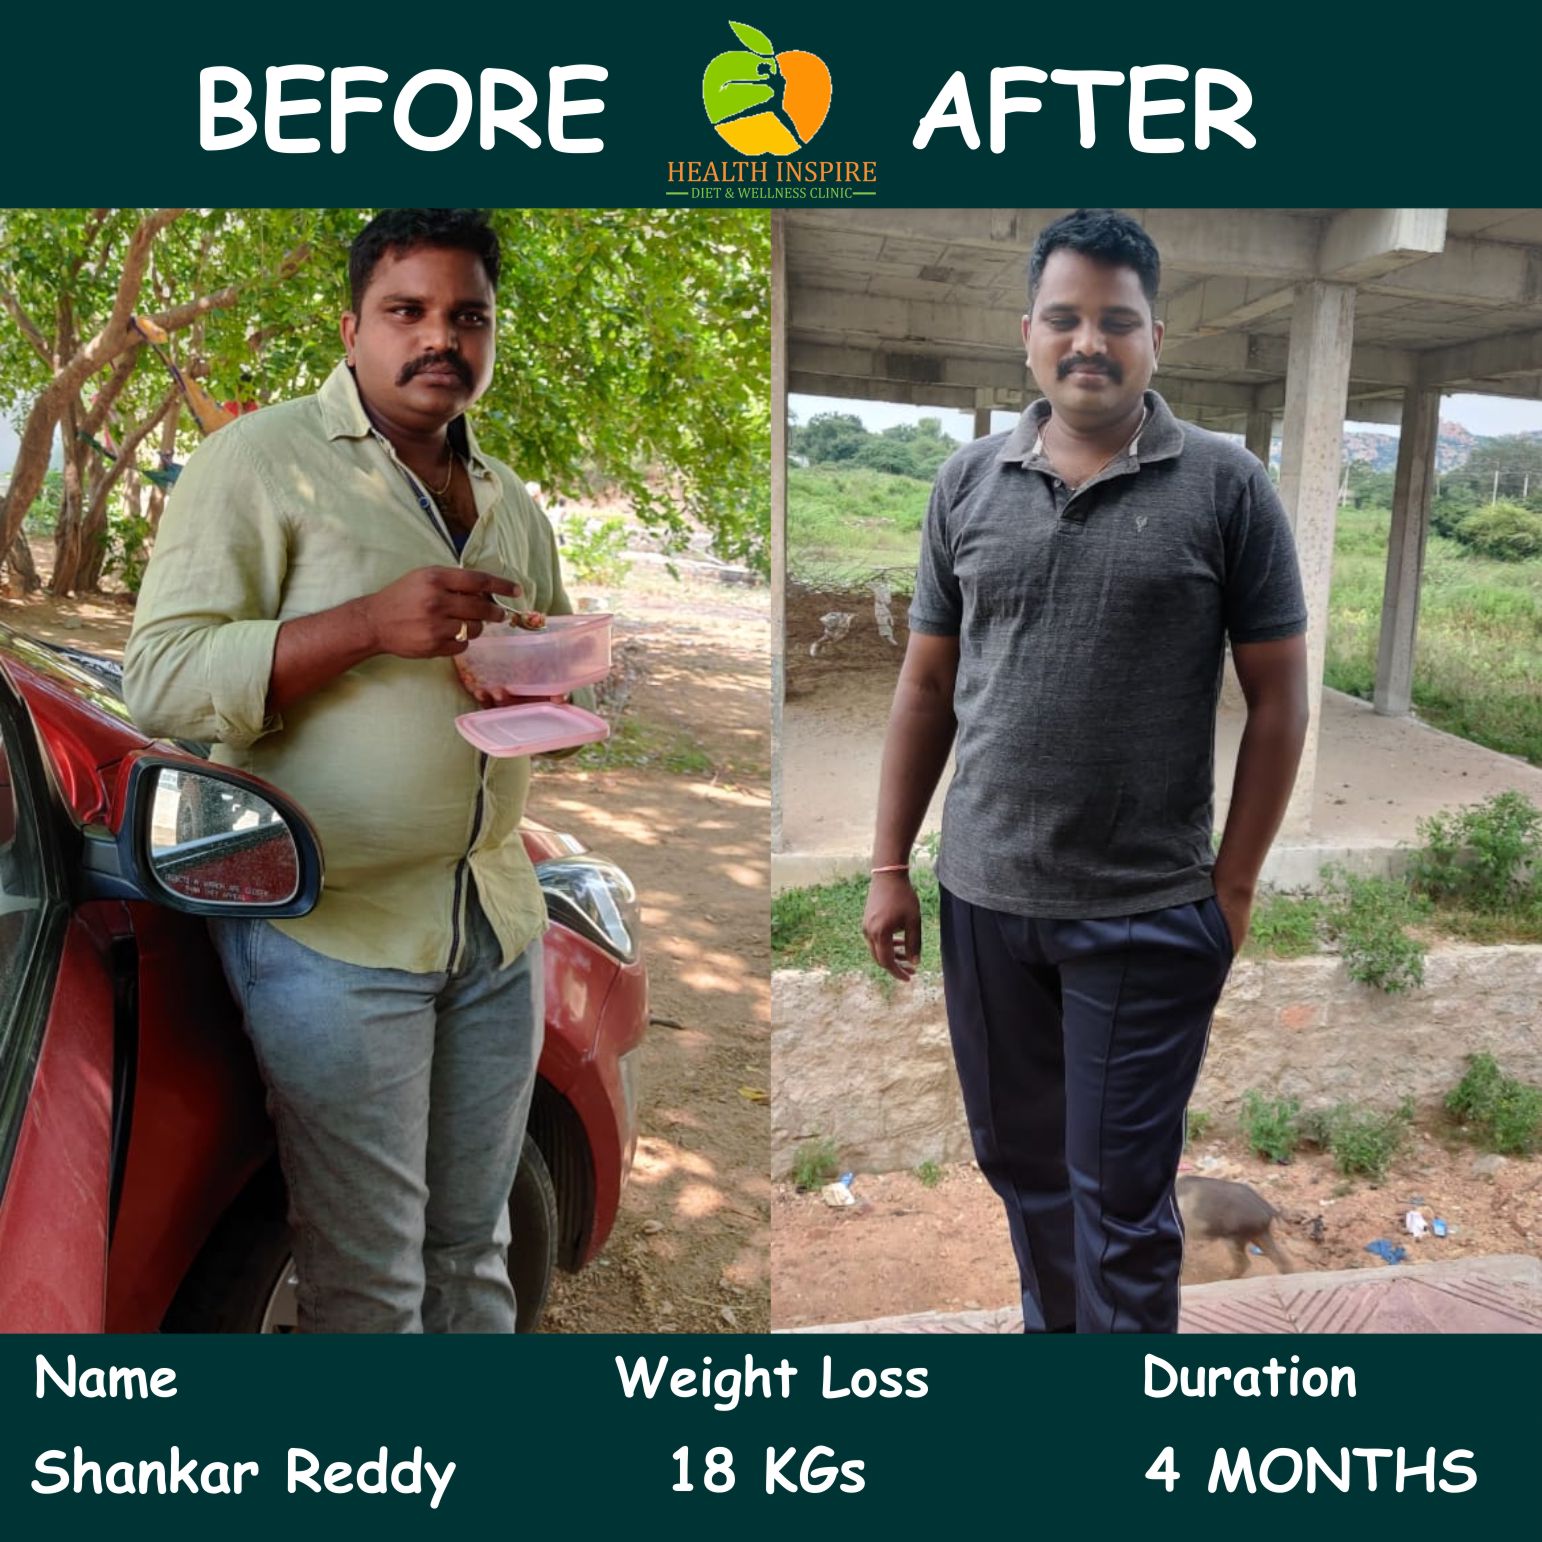 BEFORE
AFTER
HEALTH INSPIRE
DIET & WELLNESS CLINIC
Name
Weight Loss
Duration
Shankar Reddy
18 KGs
4 MONTHS